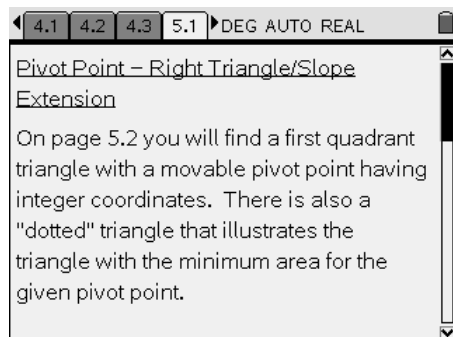 4.1 4.2 4.3 5.1 DEG AUTO REAL
Pivot Point – Right Triangle/Slope
Extension
On page 5.2 you will find a first quadrant
triangle with a movable pivot point having
integer coordinates.  There is also a
"dotted" triangle that illustrates the
triangle with the minimum area for the
given pivot point.